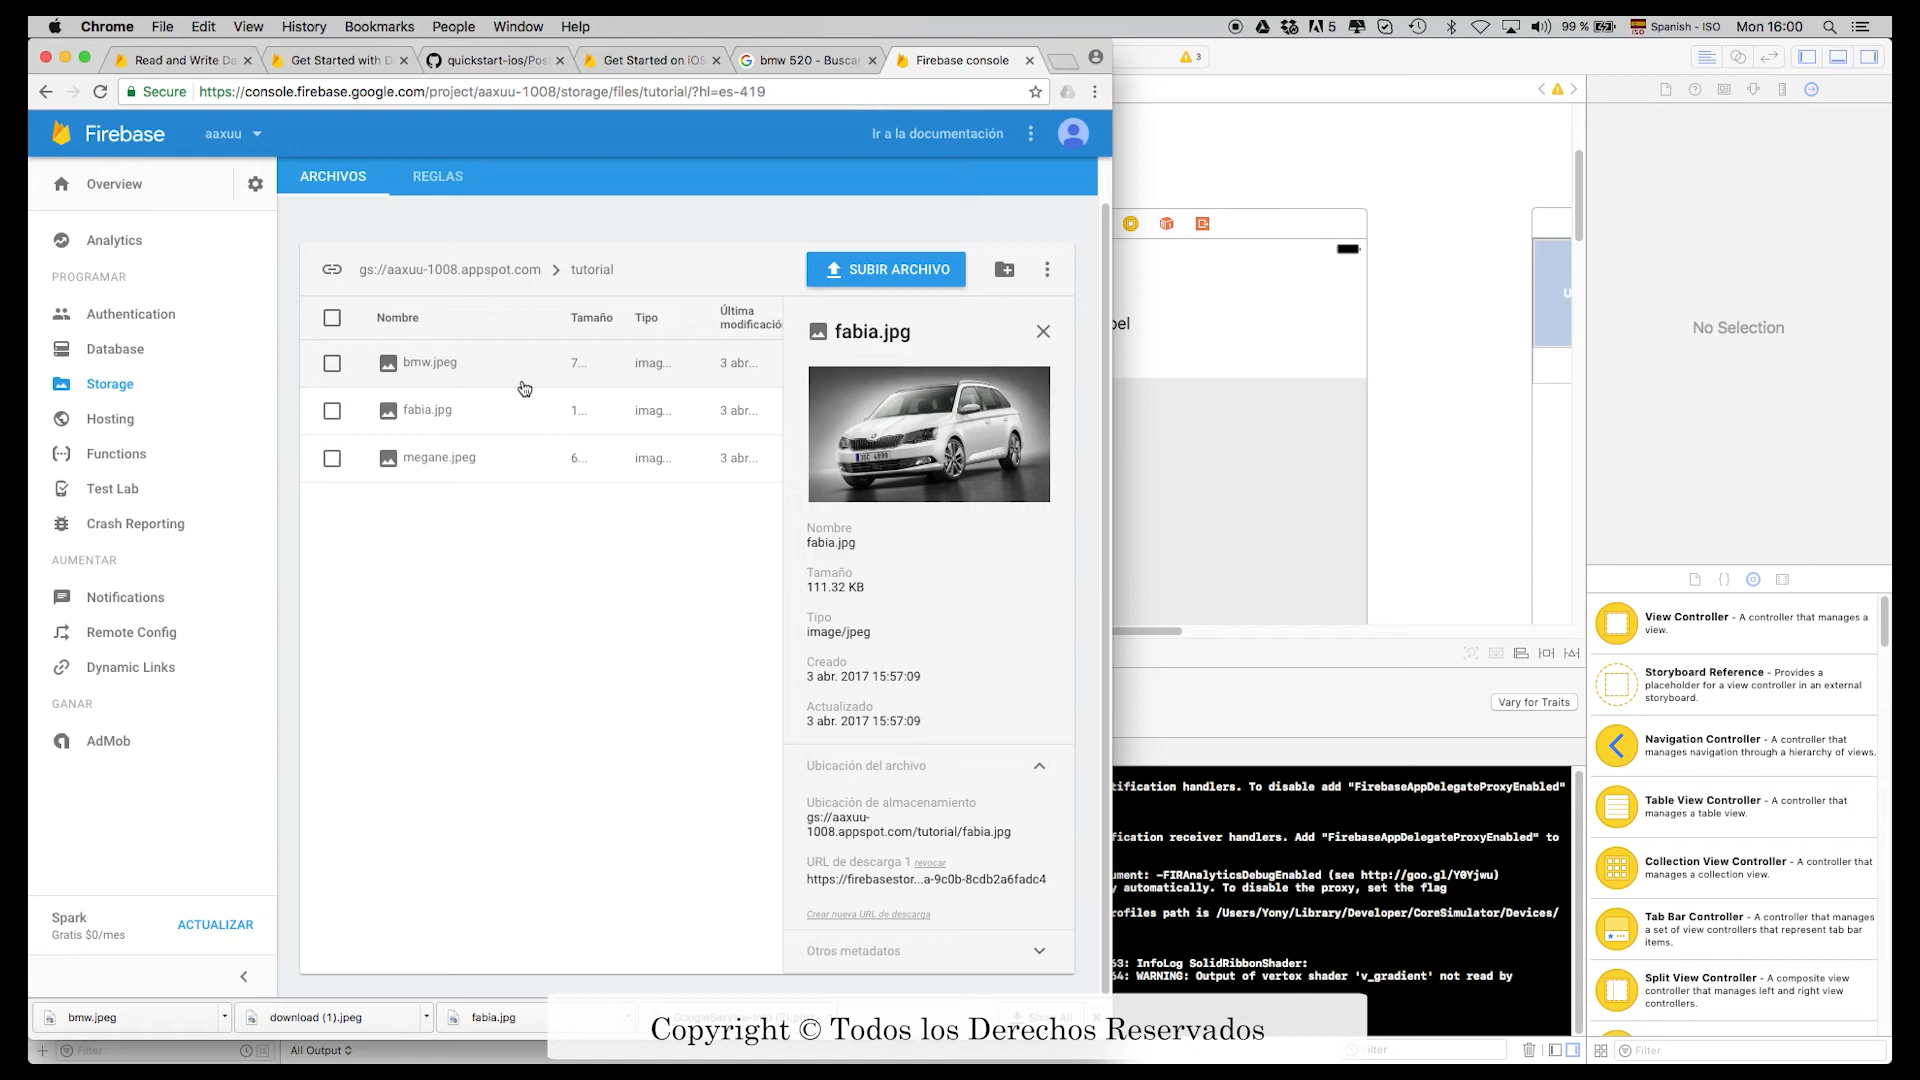 Chrome File Edit View History Bookmarks People Window Help
5 99 % Spanish - ISO Mon 16:00
Read and Write Da
Get Started with D
quickstart-ios/Pos
Get Started on iOS
bmw 520 - Buscar
Firebase console
3
Secure https://console.firebase.google.com/project/aaxuu-1008/storage/files/tutorial/?hl=es-419
Firebase aaxuu Ir a la documentación
Overview
ARCHIVOS REGLAS
Analytics
PROGRAMAR
Authentication
Database
Storage
Hosting
Functions
Test Lab
Crash Reporting
AUMENTAR
Notifications
Remote Config
Dynamic Links
GANAR
AdMob
Spark
Gratis $0/mes
ACTUALIZAR
gs://aaxuu-1008.appspot.com > tutorial
SUBIR ARCHIVO
Nombre Tamaño Tipo Última
modificació
bmw.jpeg 7... imag... 3 abr...
fabia.jpg 1... imag... 3 abr...
megane.jpeg 6... imag... 3 abr...
fabia.jpg
Nombre
fabia.jpg
Tamaño
111.32 KB
Tipo
image/jpeg
Creado
3 abr. 2017 15:57:09
Actualizado
3 abr. 2017 15:57:09
Ubicación del archivo
Ubicación de almacenamiento
gs://aaxuu-
1008.appspot.com/tutorial/fabia.jpg
URL de descarga 1 revocar
https://firebasestor...a-9c0b-8cdb2a6fadc4
Crear nueva URL de descarga
Otros metadatos
No Selection
Vary for Traits
tification handlers. To disable add "FirebaseAppDelegateProxyEnabled"
fication receiver handlers. Add "FirebaseAppDelegateProxyEnabled" to
ument: -FIRAnalyticsDebugEnabled (see http://goo.gl/Y0Yjwu)
y automatically. To disable the proxy, set the flag
rofiles path is /Users/Yony/Library/Developer/CoreSimulator/Devices/
63: InfoLog SolidRibbonShader:
64: WARNING: Output of vertex shader 'v_gradient' not read by
View Controller - A controller that manages a
view.
Storyboard Reference - Provides a
placeholder for a view controller in an external
storyboard.
Navigation Controller - A controller that
manages navigation through a hierarchy of views.
Table View Controller - A controller that
manages a table view.
Collection View Controller - A controller that
manages a collection view.
Tab Bar Controller - A controller that manages
a set of view controllers that represent tab bar
items.
Split View Controller - A composite view
controller that manages left and right view
controllers.
bmw.jpeg
download (1).jpeg
fabia.jpg
Copyright © Todos los Derechos Reservados
Filter All Output Filter